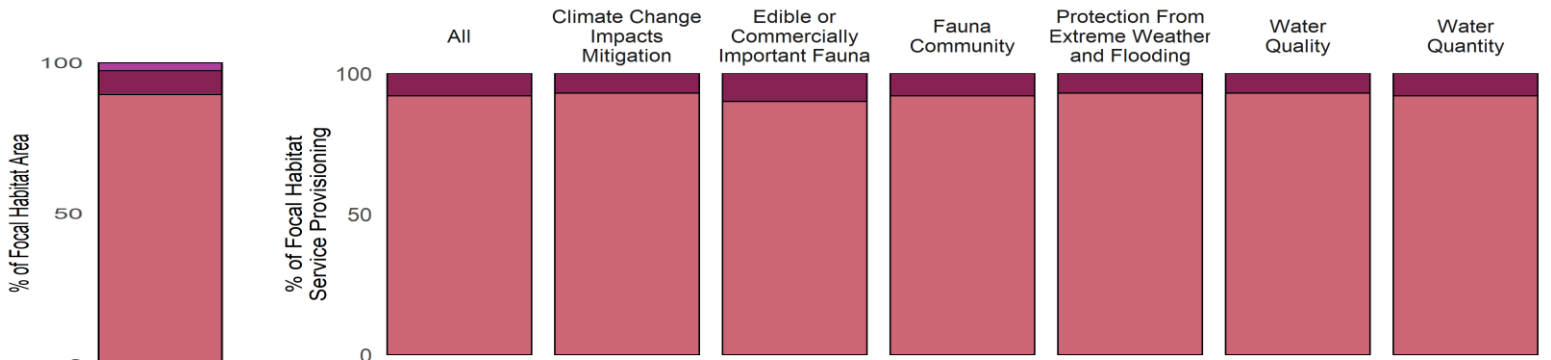 % of Focal Habitat Area
100
50
% of Focal Habitat
Service Provisioning
100
50
0
All
Climate Change
Impacts
Mitigation
Edible or
Commercially
Important Fauna
Fauna
Community
Protection From
Extreme Weather
and Flooding
Water
Quality
Water
Quantity